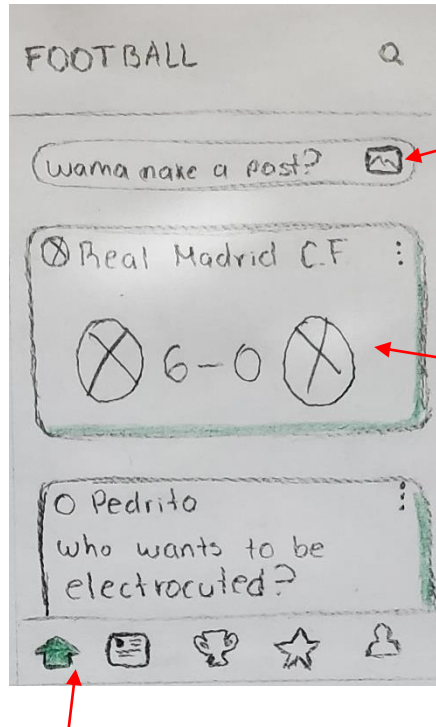 FOOTBALL
wanna make a post?
Real Madrid C.F
6-0
Pedrito
who wants to be
electrocuted?